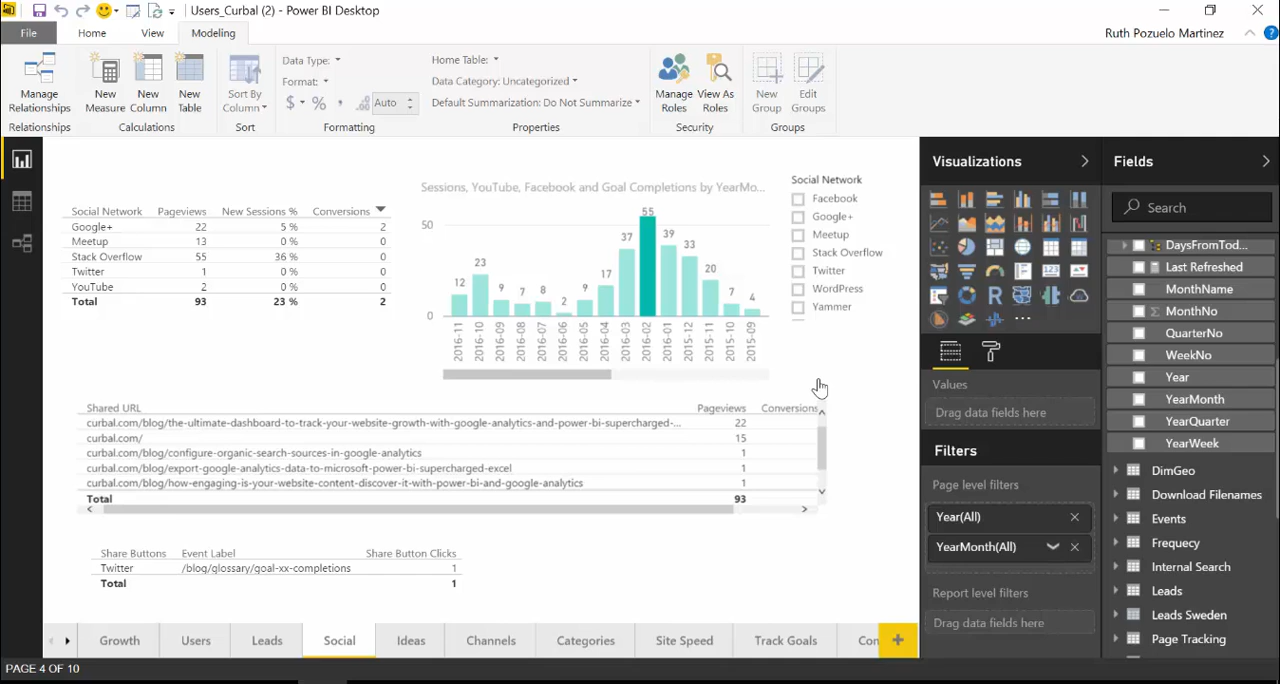 Users_Curbal (2) - Power BI Desktop
File Home View Modeling
Ruth Pozuelo Martinez
Manage Relationships
New Measure
New Column
New Table
Sort By Column
Data Type:
Format:
$ % , Auto
Home Table:
Data Category: Uncategorized
Default Summarization: Do Not Summarize
Manage Roles
View As Roles
New Group
Edit Groups
Relationships Calculations Sort Formatting Properties Security Groups
Social Network Pageviews New Sessions % Conversions
Google+ 22 5 % 2
Meetup 13 0 % 0
Stack Overflow 55 36 % 0
Twitter 1 0 % 0
YouTube 2 0 % 0
Total 93 23 % 2
Sessions, YouTube, Facebook and Goal Completions by YearMo...
50
0
12 23 9 7 8 2 9 17 37 55 39 33 20 7 4
2016-11 2016-10 2016-09 2016-08 2016-07 2016-06 2016-05 2016-04 2016-03 2016-02 2016-01 2015-12 2015-11 2015-10 2015-09
Social Network
Facebook
Google+
Meetup
Stack Overflow
Twitter
WordPress
Yammer
Shared URL Pageviews Conversions
curbal.com/blog/the-ultimate-dashboard-to-track-your-website-growth-with-google-analytics-and-power-bi-supercharged-... 22
curbal.com/ 15
curbal.com/blog/configure-organic-search-sources-in-google-analytics 1
curbal.com/blog/export-google-analytics-data-to-microsoft-power-bi-supercharged-excel 1
curbal.com/blog/how-engaging-is-your-website-content-discover-it-with-power-bi-and-google-analytics 1
Total 93
Share Buttons Event Label Share Button Clicks
Twitter /blog/glossary/goal-xx-completions 1
Total 1
Growth Users Leads Social Ideas Channels Categories Site Speed Track Goals Con +
PAGE 4 OF 10
Visualizations
R
123
Values
Drag data fields here
Filters
Page level filters
Year(All)
YearMonth(All)
Report level filters
Drag data fields here
Fields
Search
DaysFromTod...
Last Refreshed
MonthName
MonthNo
QuarterNo
WeekNo
Year
YearMonth
YearQuarter
YearWeek
DimGeo
Download Filenames
Events
Frequecy
Internal Search
Leads
Leads Sweden
Page Tracking